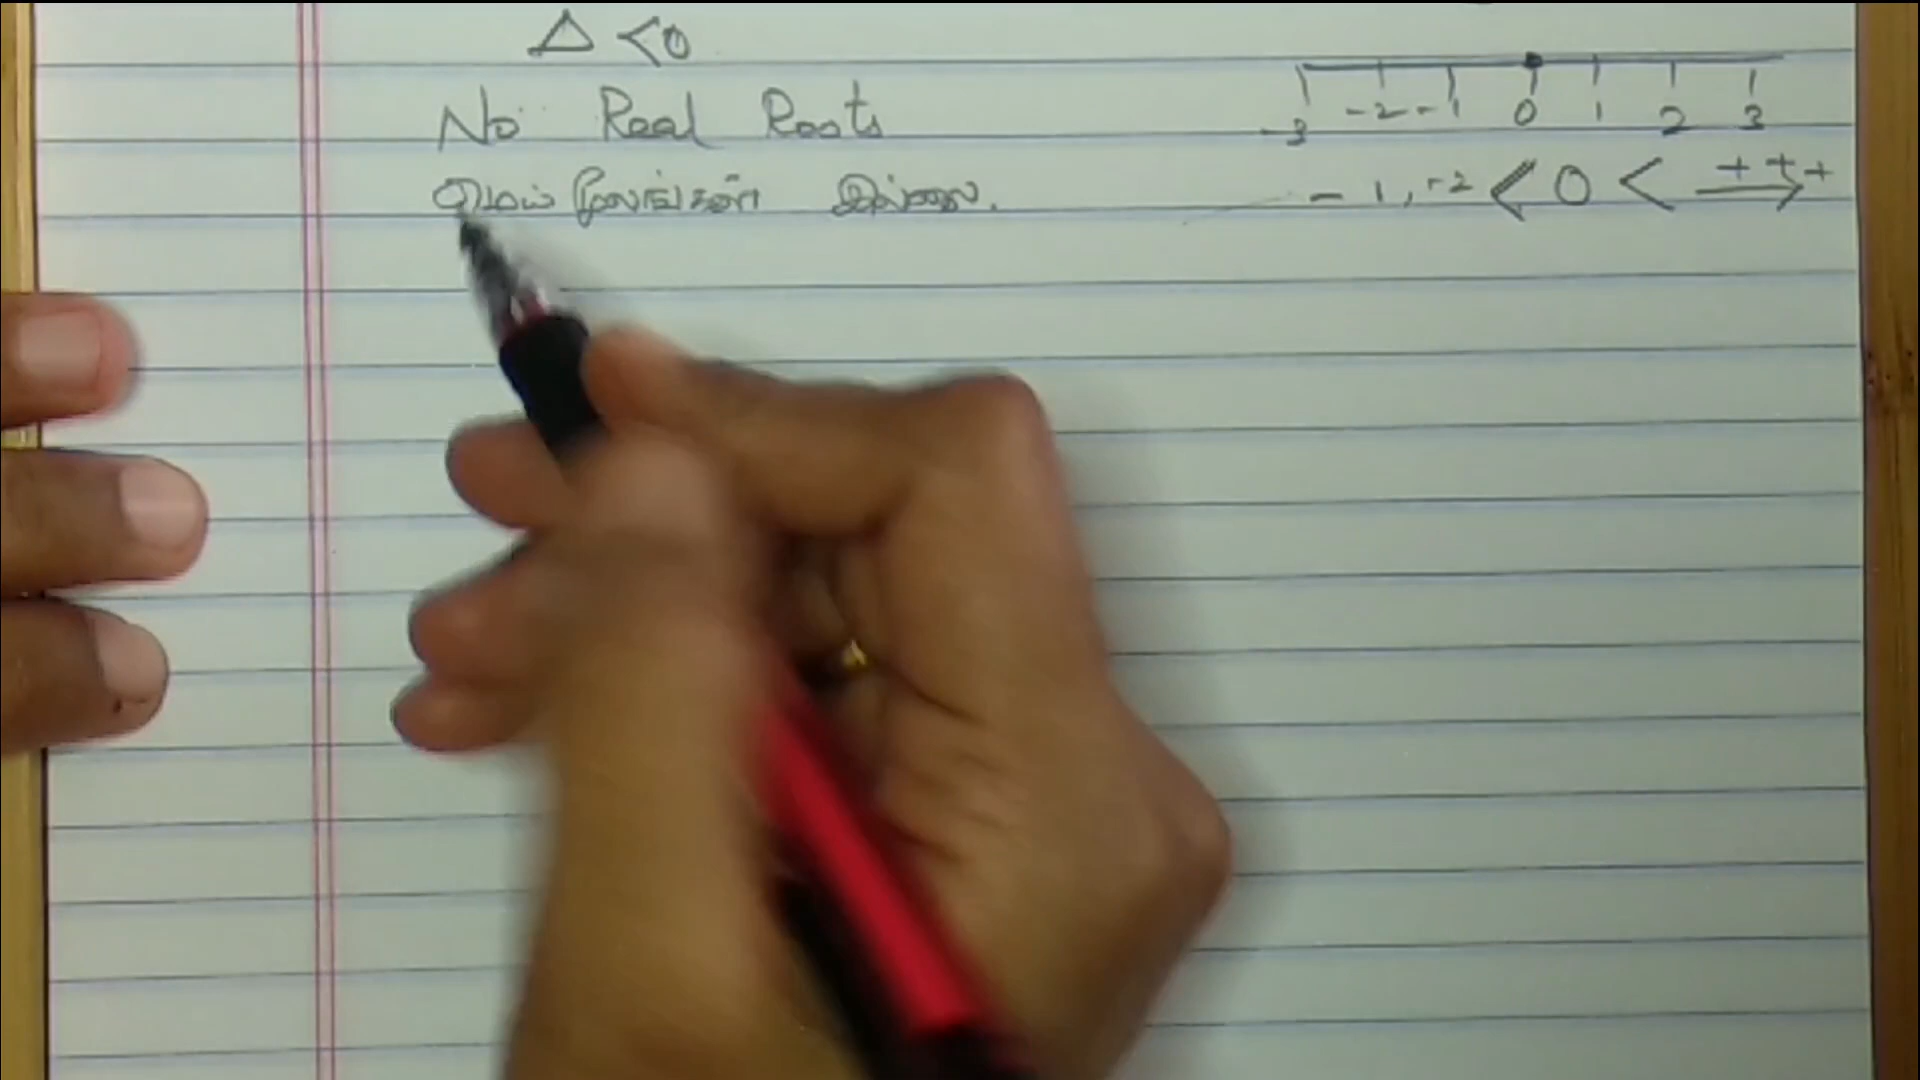 Δ < 0
No Real Roots
மெய் மூலங்கள் இல்லை.
-3 -2 -1 0 1 2 3
-1, -2 < 0 < + + +